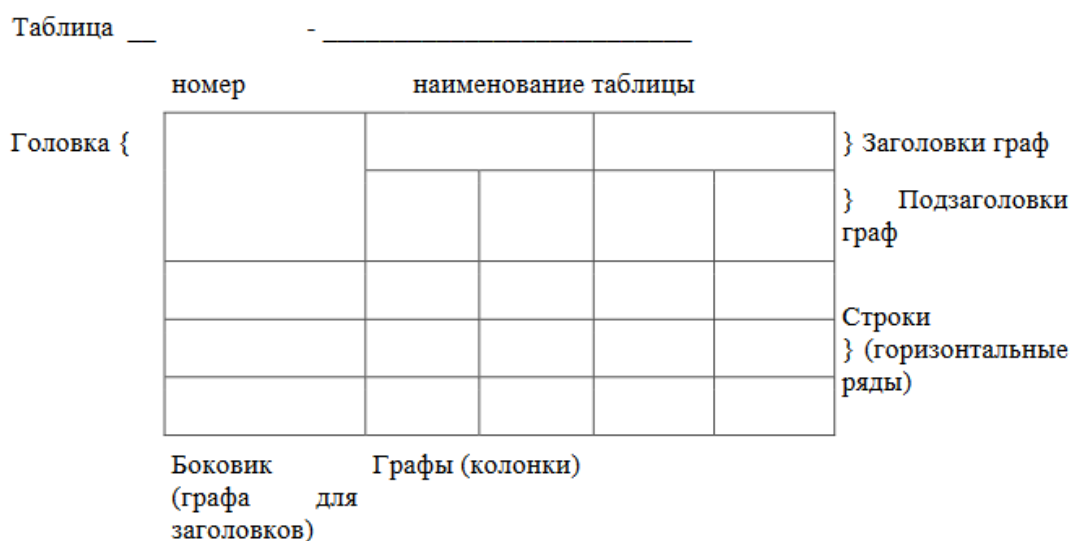 Таблица __ - ____________________________
номер наименование таблицы
Головка { } Заголовки граф
} Подзаголовки
граф
Строки
} (горизонтальные
ряды)
Боковик Графы (колонки)
(графа для
заголовков)